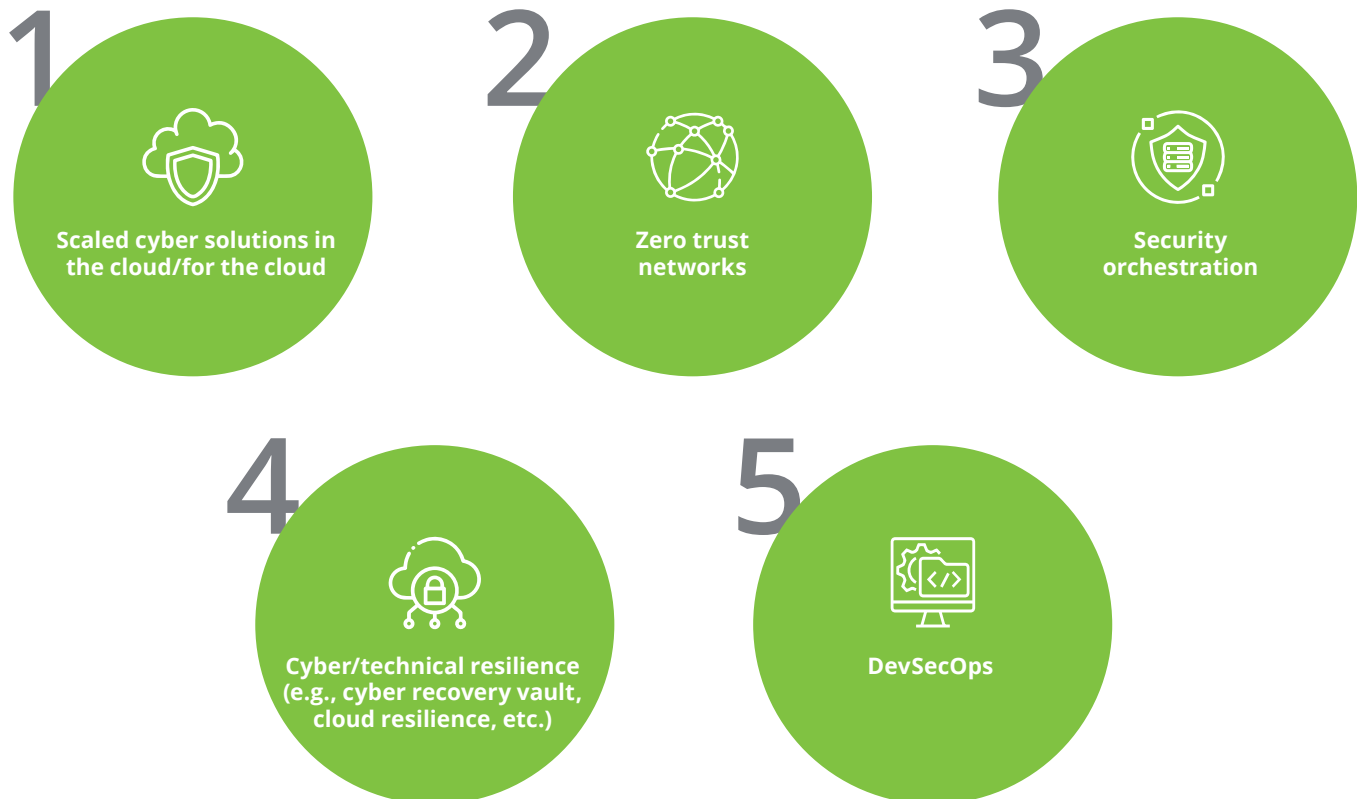 1
Scaled cyber solutions in
the cloud/for the cloud
2
Zero trust
networks
3
Security
orchestration
4
Cyber/technical resilience
(e.g., cyber recovery vault,
cloud resilience, etc.)
5
DevSecOps